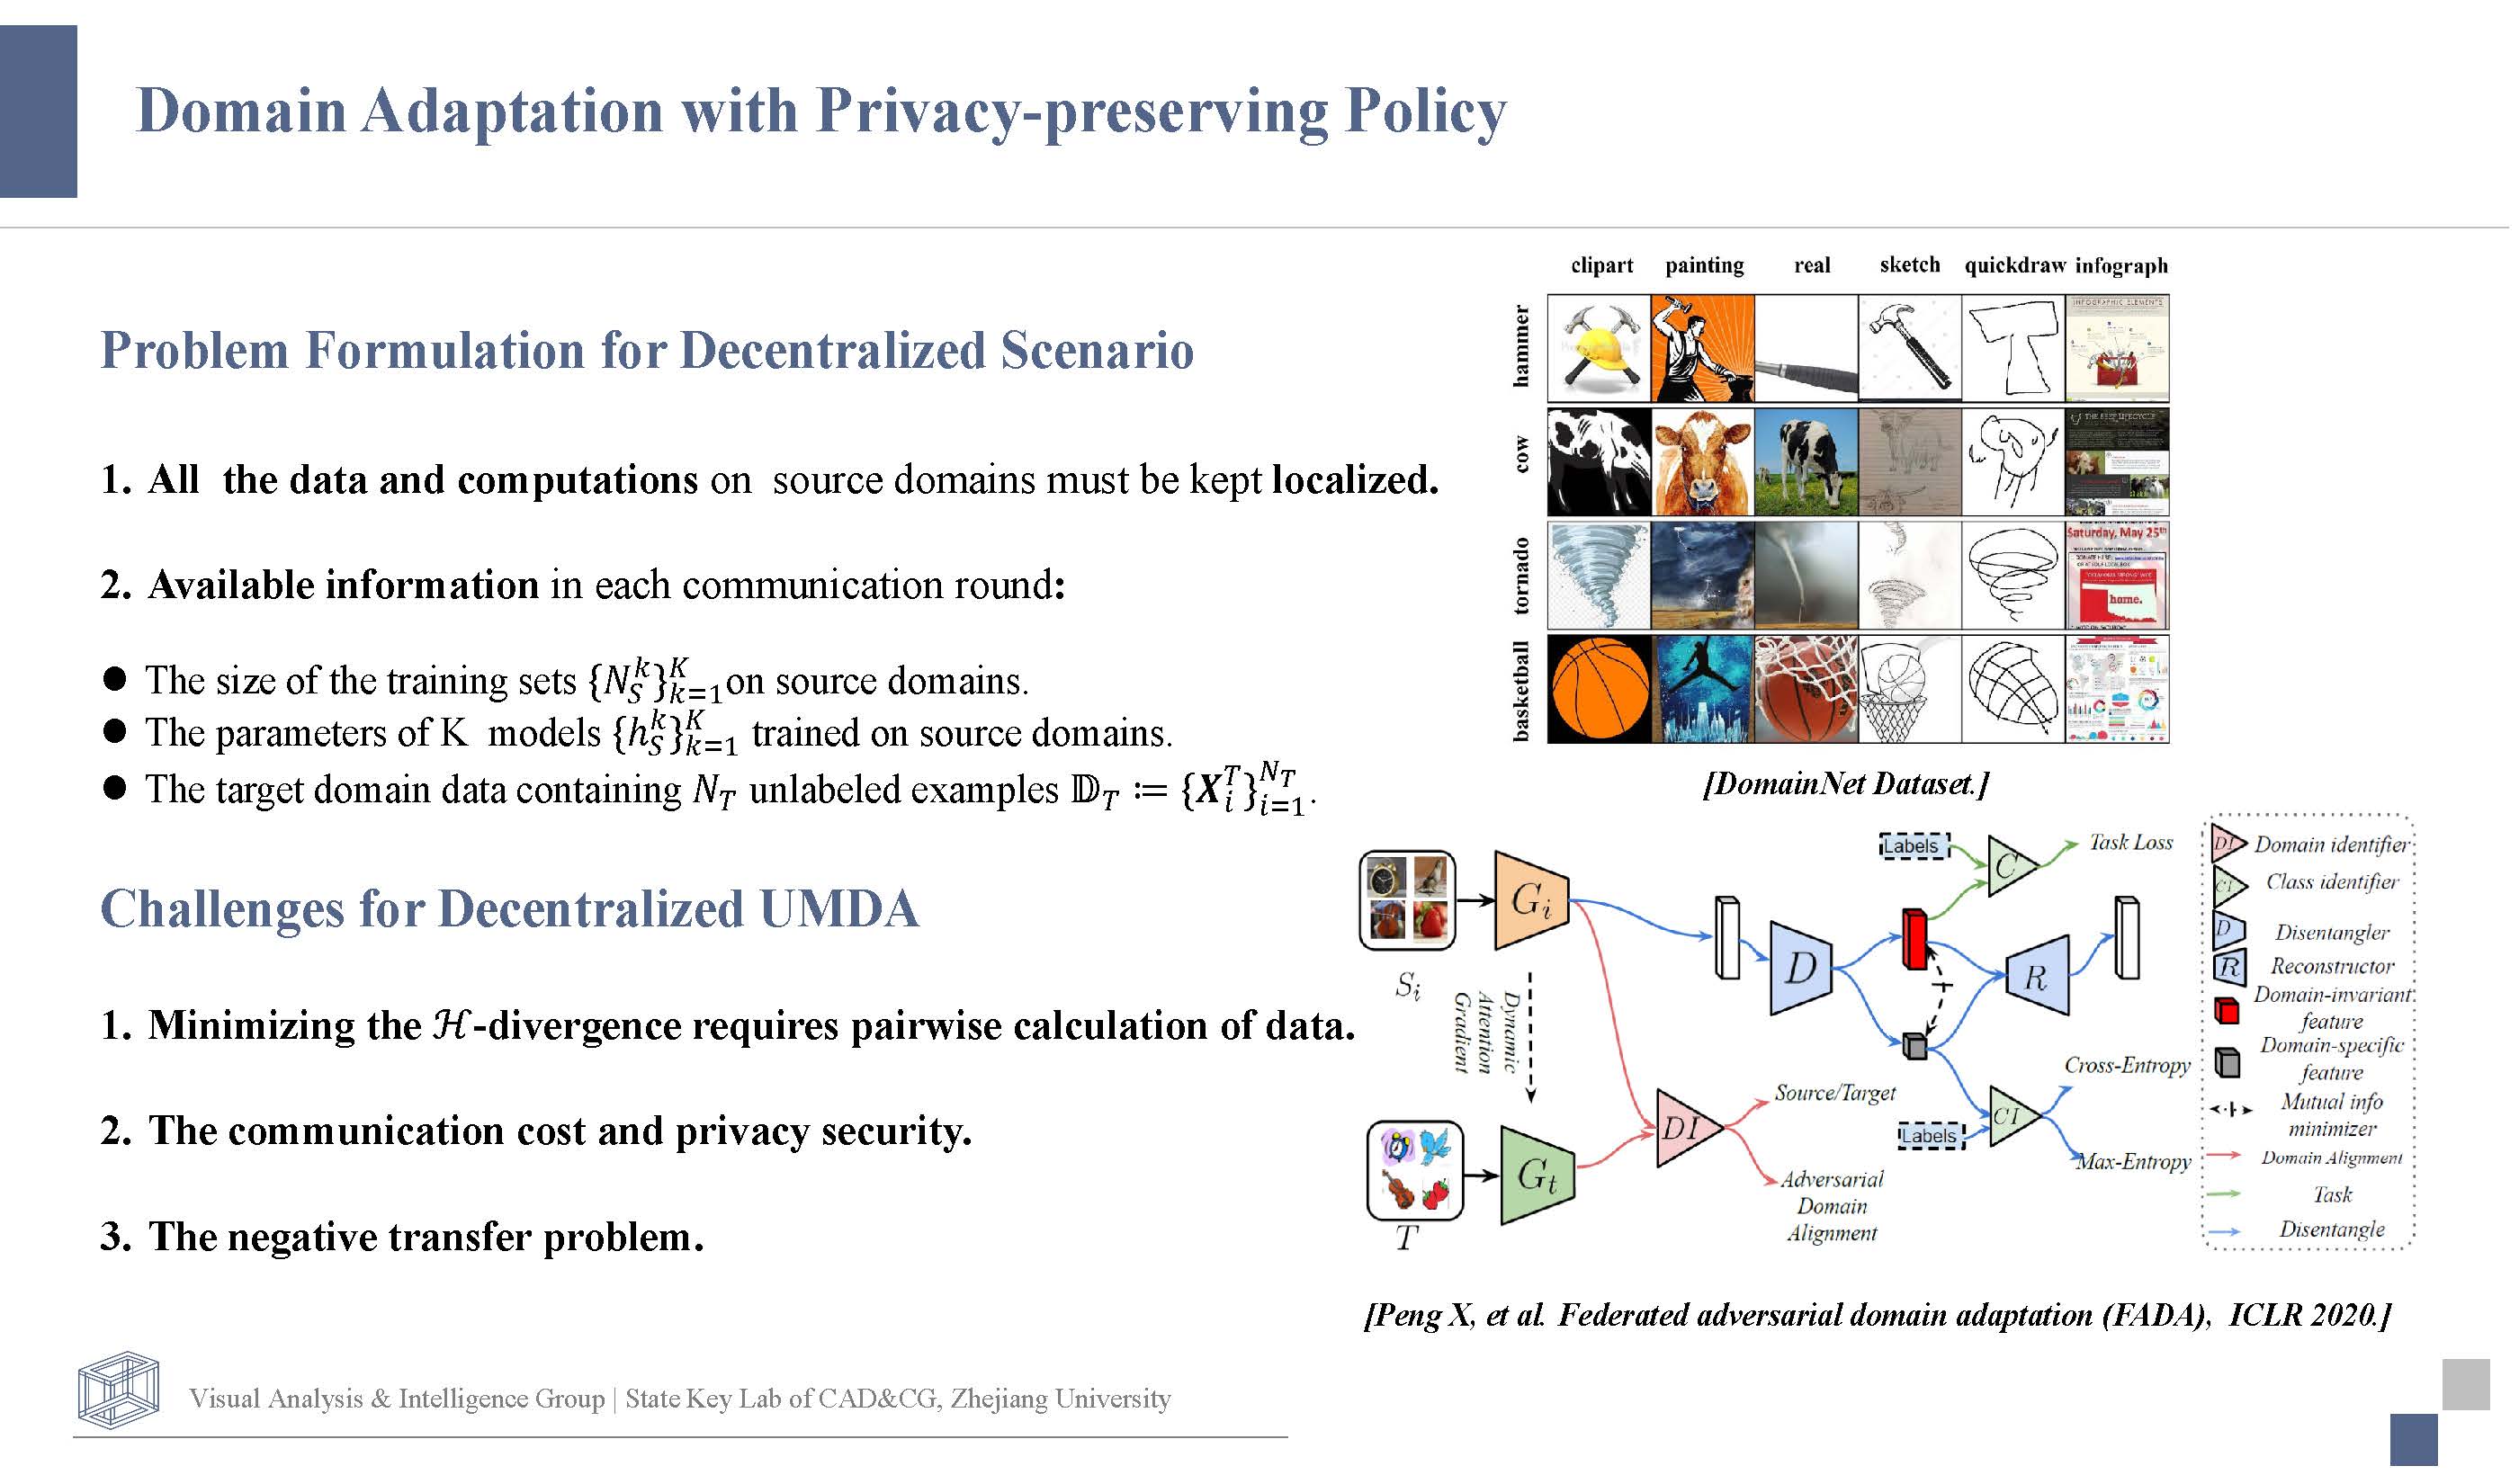 Domain Adaptation with Privacy-preserving Policy
Problem Formulation for Decentralized Scenario
1. All the data and computations on source domains must be kept localized.
2. Available information in each communication round:
● The size of the training sets {N_S^k}_{k=1}^K on source domains.
● The parameters of K models {h_S^k}_{k=1}^K trained on source domains.
● The target domain data containing N_T unlabeled examples 𝔻_T ≔ {X_i^T}_{i=1}^{N_T}.
Challenges for Decentralized UMDA
1. Minimizing the ℋ-divergence requires pairwise calculation of data.
2. The communication cost and privacy security.
3. The negative transfer problem.
clipart painting real sketch quickdraw infograph
hammer
INFOGRAPHIC ELEMENTS
cow
THE BEEF LIFECYCLE
tornado
Saturday, May 25th
home.
basketball
[DomainNet Dataset.]
S_i
G_i
Dynamic
Attention
Gradient
T
G_t
D
R
Labels
C
Task Loss
DI
Source/Target
Adversarial
Domain
Alignment
Labels
CI
Cross-Entropy
Max-Entropy
DI Domain identifier
CI Class identifier
D Disentangler
R Reconstructor
Domain-invariant
feature
Domain-specific
feature
Mutual info
minimizer
Domain Alignment
Task
Disentangle
[Peng X, et al. Federated adversarial domain adaptation (FADA), ICLR 2020.]
Visual Analysis & Intelligence Group | State Key Lab of CAD&CG, Zhejiang University